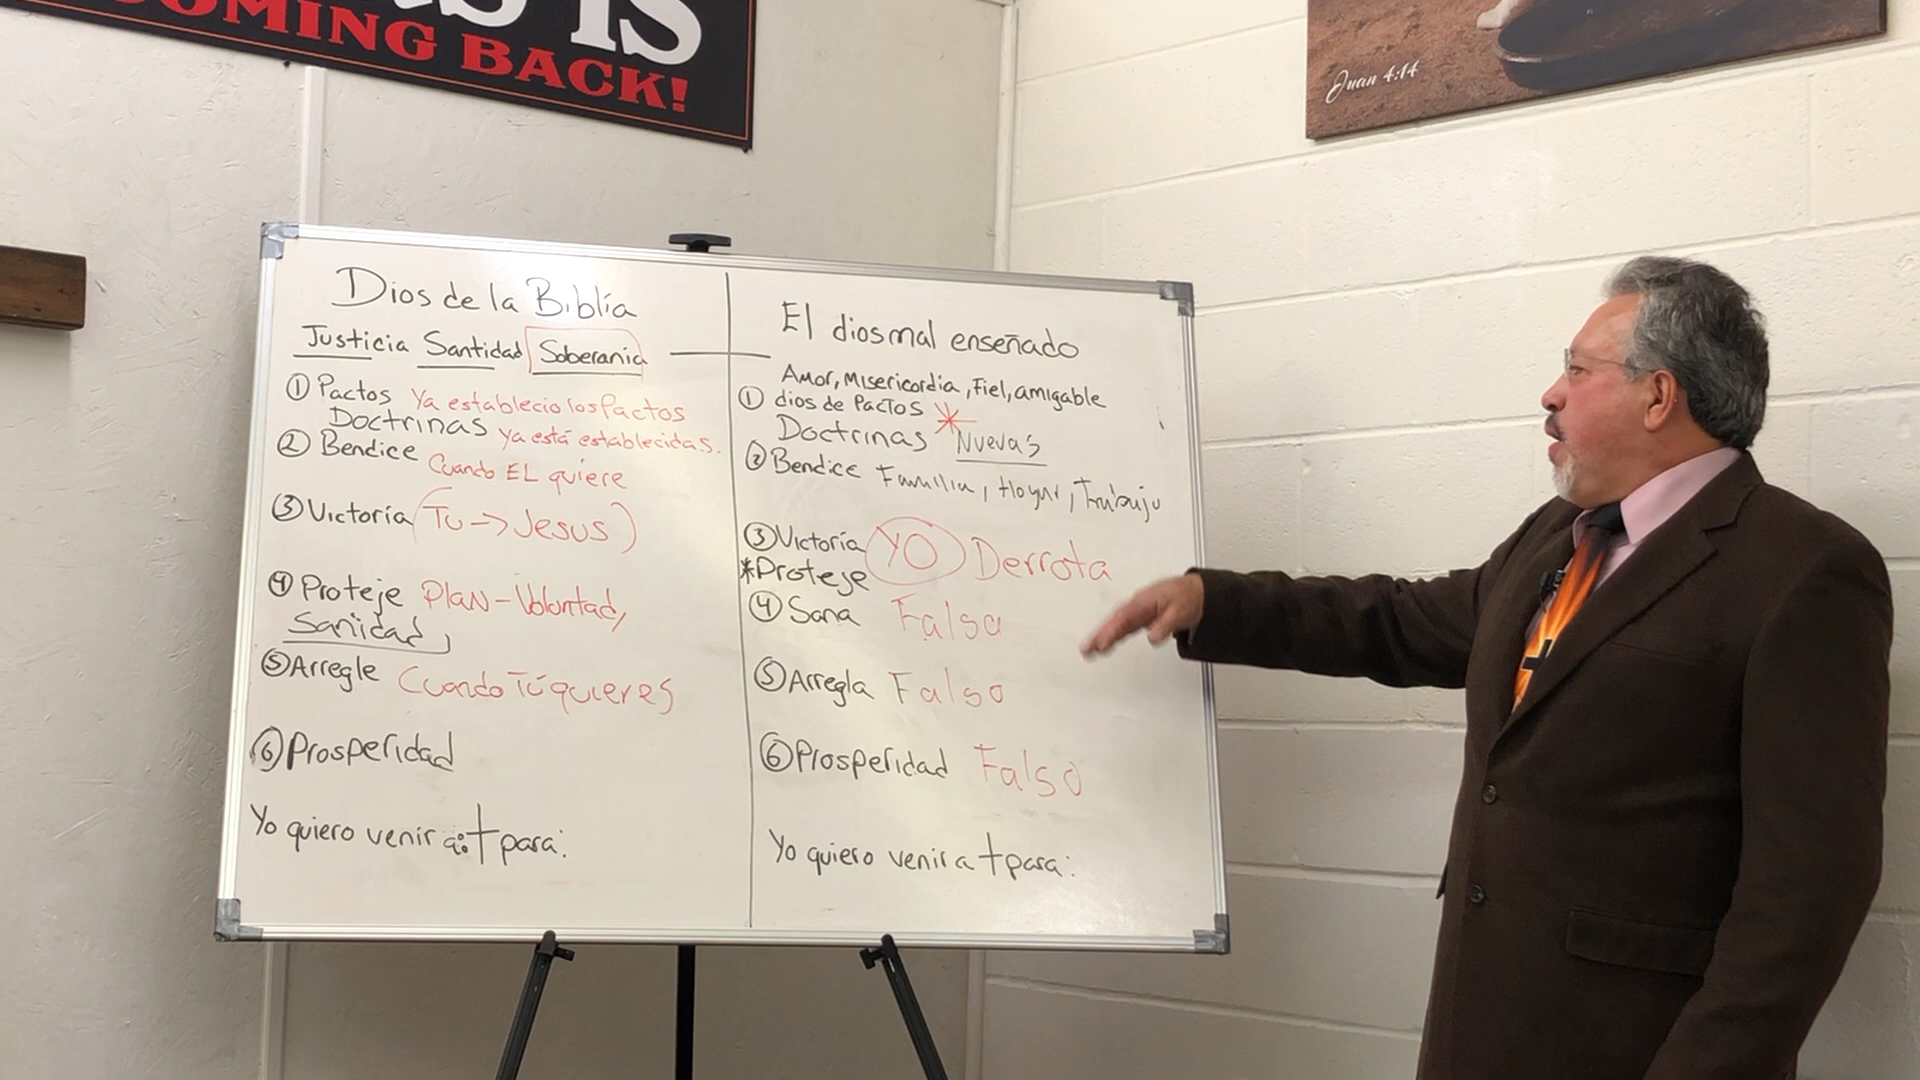 IS
COMING BACK!
Juan 4:14
Dios de la Biblia
Justicia Santidad Soberania
① Pactos Ya establecio los Pactos
Doctrinas Ya está establecidas.
② Bendice Cuando EL quiere
③ Victoria (Tu -> Jesus)
④ Proteje Plan - Voluntad,
Sanidad,
⑤ Arregle Cuando Tú quieres
⑥ Prosperidad
Yo quiero venir a † para:
El dios mal enseñado
Amor, Misericordia, Fiel, amigable
① dios de Pactos *
Doctrinas Nuevas
② Bendice Familia, Hogar, Trabajo
③ Victoria YO Derrota
*Proteje
④ Sana Falsa
⑤ Arregla Falso
⑥ Prosperidad Falso
Yo quiero venir a † para: